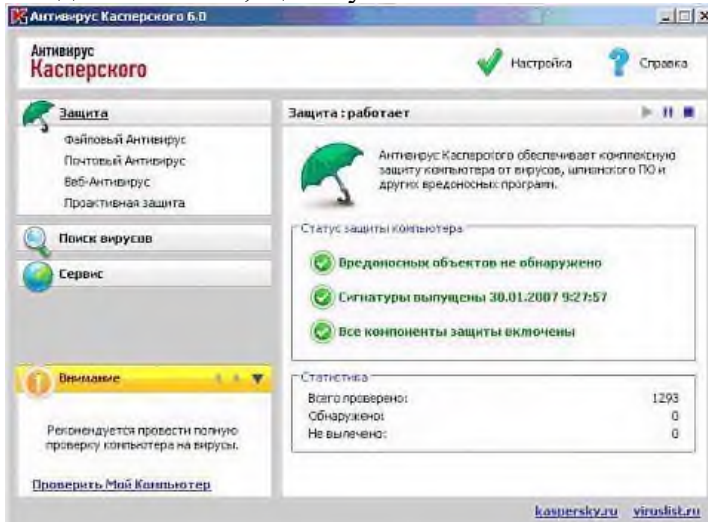 Антивирус Касперского 6.0
Антивирус
Касперского
Настройка
Справка
Защита
Файловый Антивирус
Почтовый Антивирус
Веб-Антивирус
Проактивная защита
Поиск вирусов
Сервис
Внимание
Рекомендуется провести полную
проверку компьютера на вирусы.
Проверить Мой Компьютер
Защита : работает
Антивирус Касперского обеспечивает комплексную
защиту компьютера от вирусов, шпионского ПО и
других вредоносных программ.
Статус защиты компьютера
Вредоносных объектов не обнаружено
Сигнатуры выпущены 30.01.2007 9:27:57
Все компоненты защиты включены
Статистика
Всего проверено: 1293
Обнаружено: 0
Не вылечено: 0
kaspersky.ru viruslist.ru